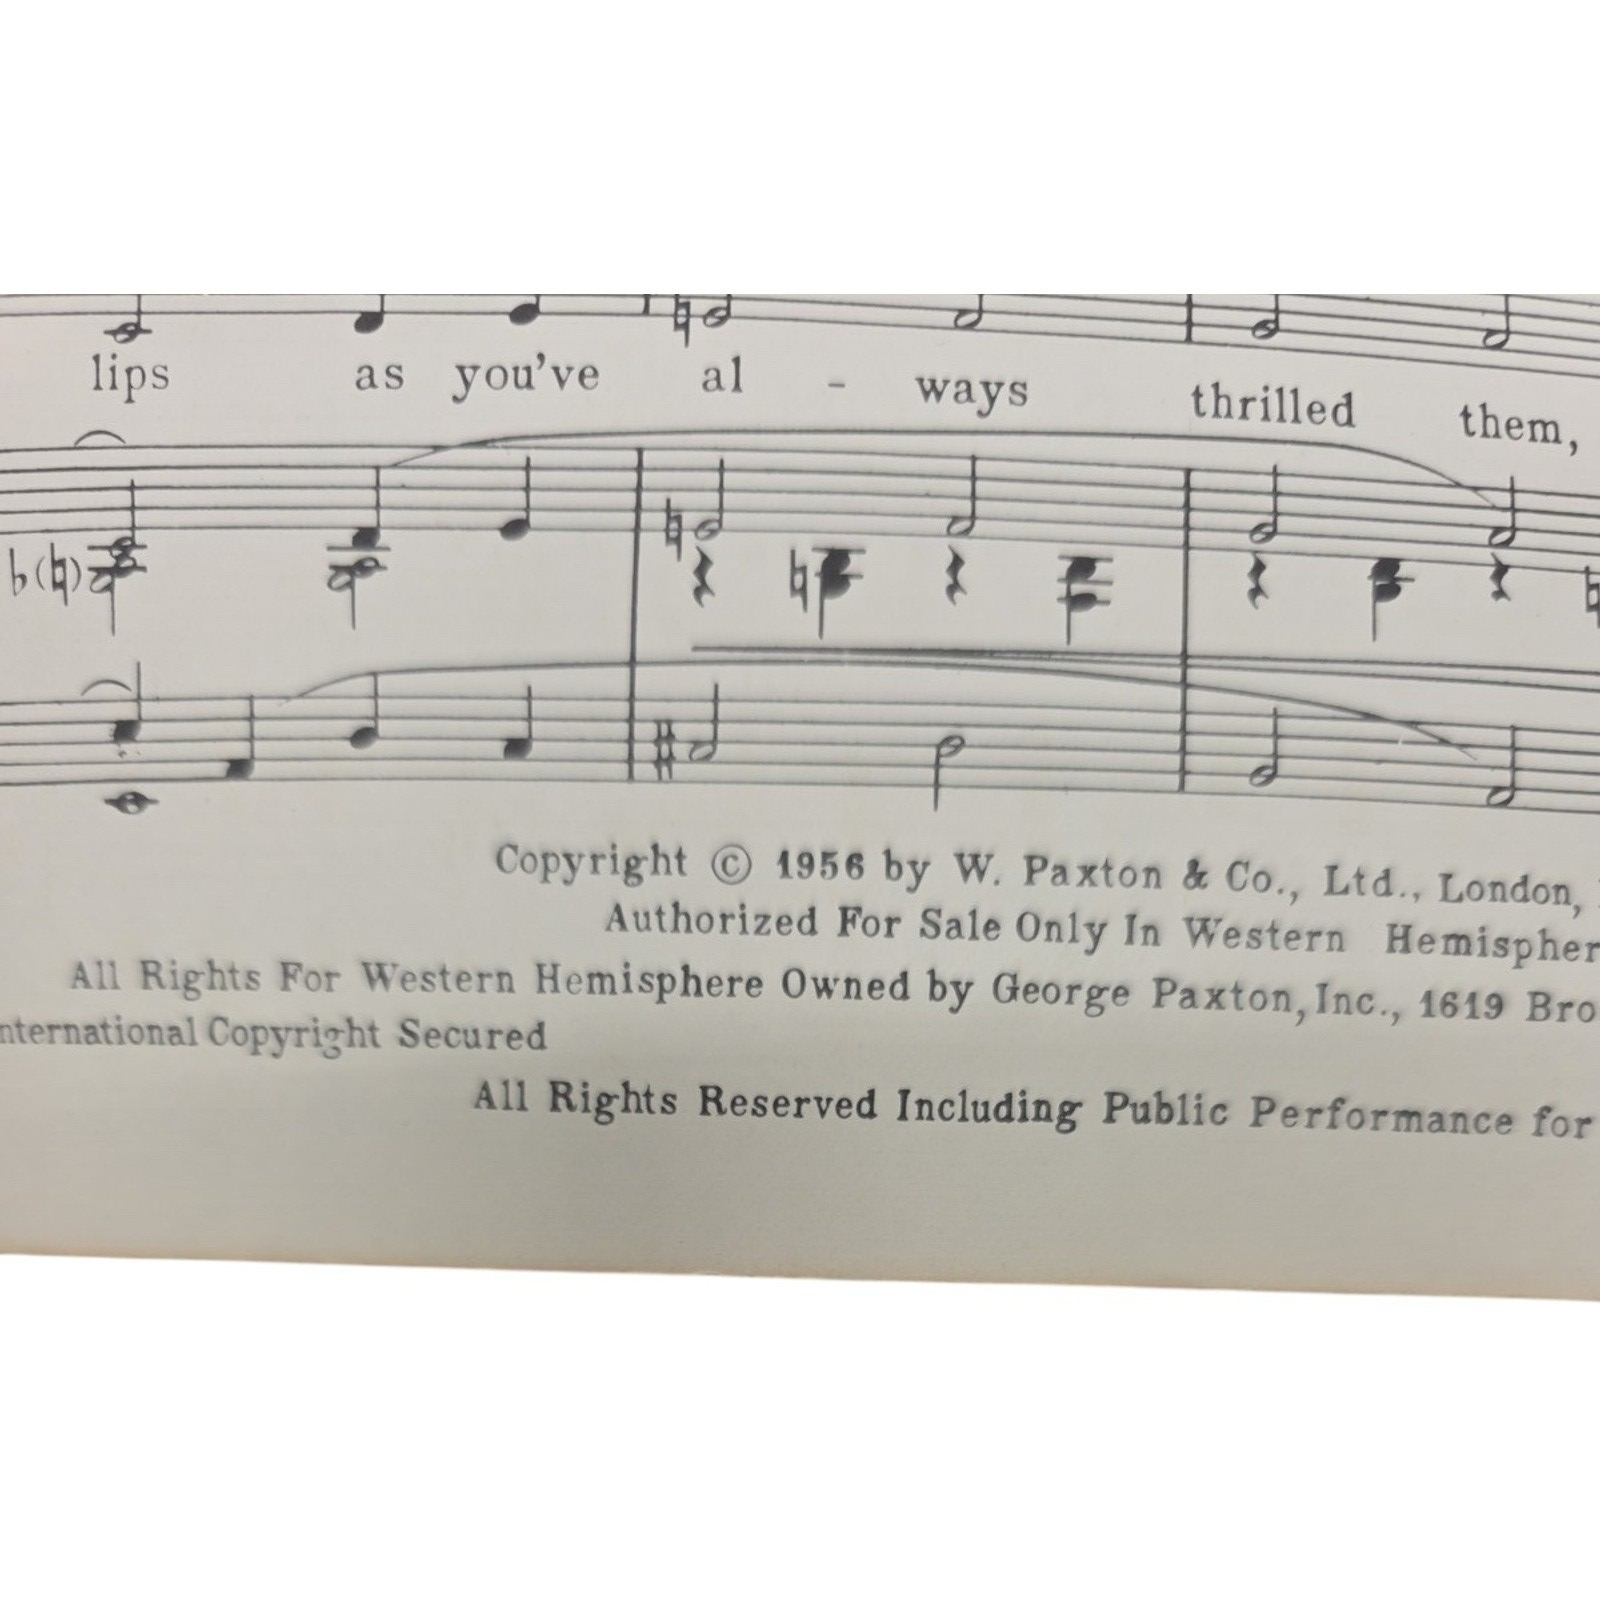 lips as you've al - ways thrilled them,
Copyright © 1956 by W. Paxton & Co., Ltd., London,
Authorized For Sale Only In Western Hemispher
All Rights For Western Hemisphere Owned by George Paxton, Inc., 1619 Bro
nternational Copyright Secured
All Rights Reserved Including Public Performance for